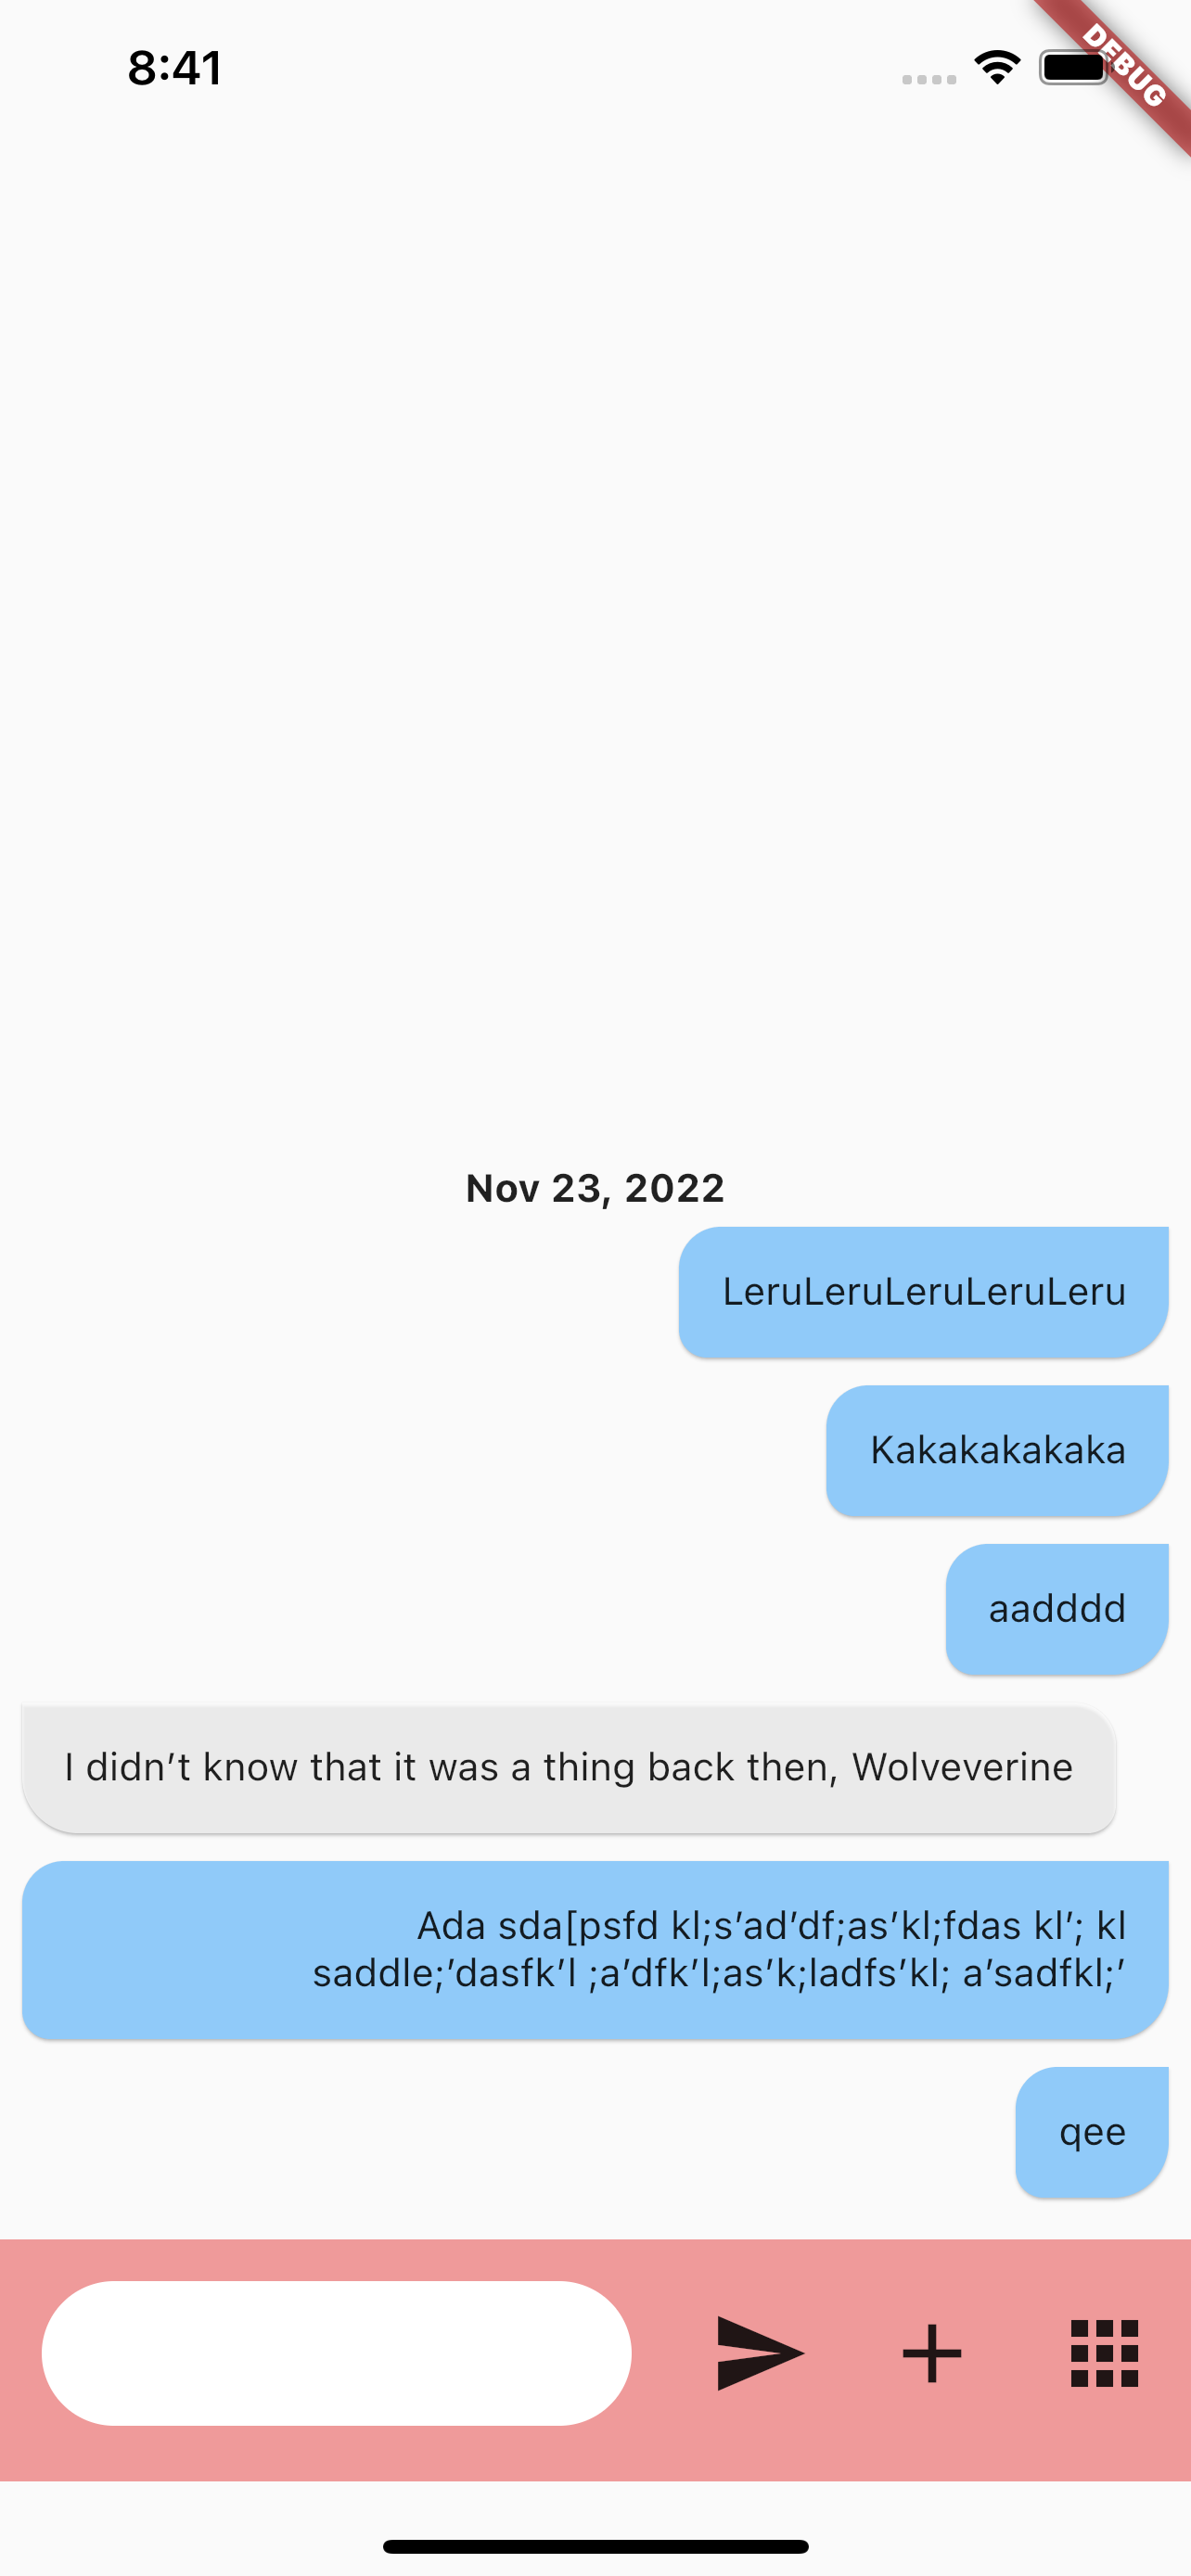 8:41
DEBUG
Nov 23, 2022
LeruLeruLeruLeruLeru
Kakakakakaka
aadddd
I didn’t know that it was a thing back then, Wolveverine
Ada sda[psfd kl;s’ad’df;as’kl;fdas kl’; kl
saddle;’dasfk’l ;a’dfk’l;as’k;ladfs’kl; a’sadfkl;’
qee